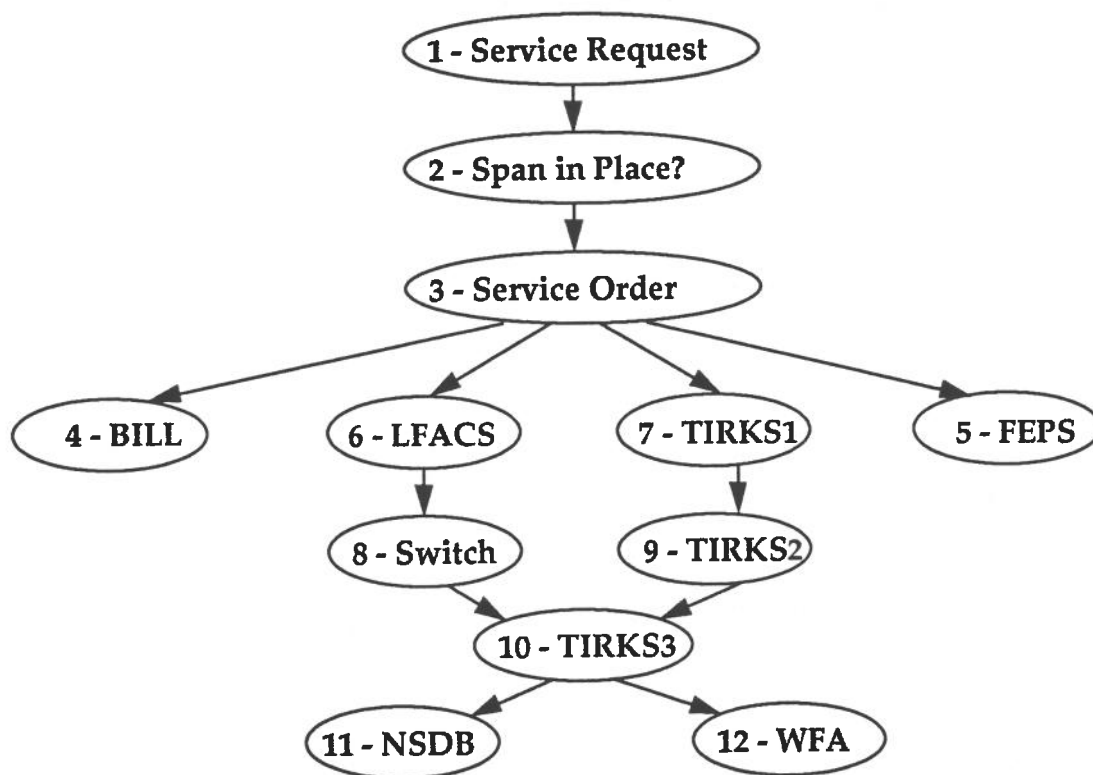 1 - Service Request
2 - Span in Place?
3 - Service Order
4 - BILL
6 - LFACS
7 - TIRKS1
5 - FEPS
8 - Switch
9 - TIRKS2
10 - TIRKS3
11 - NSDB
12 - WFA